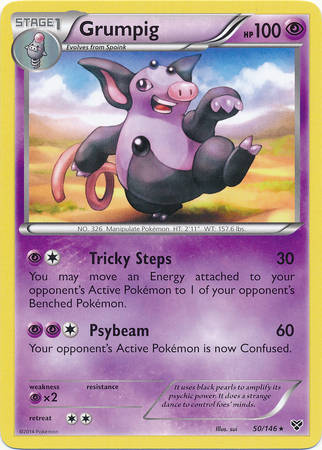 STAGE1
Grumpig
HP100
Evolves from Spoink
NO. 326 Manipulate Pokémon HT: 2'11" WT: 157.6 lbs.
Tricky Steps 30
You may move an Energy attached to your
opponent's Active Pokémon to 1 of your opponent's
Benched Pokémon.
Psybeam 60
Your opponent's Active Pokémon is now Confused.
weakness resistance
×2
retreat
It uses black pearls to amplify its
psychic power. It does a strange
dance to control foes' minds.
Illus. sui 50/146★
©2014 Pokémon